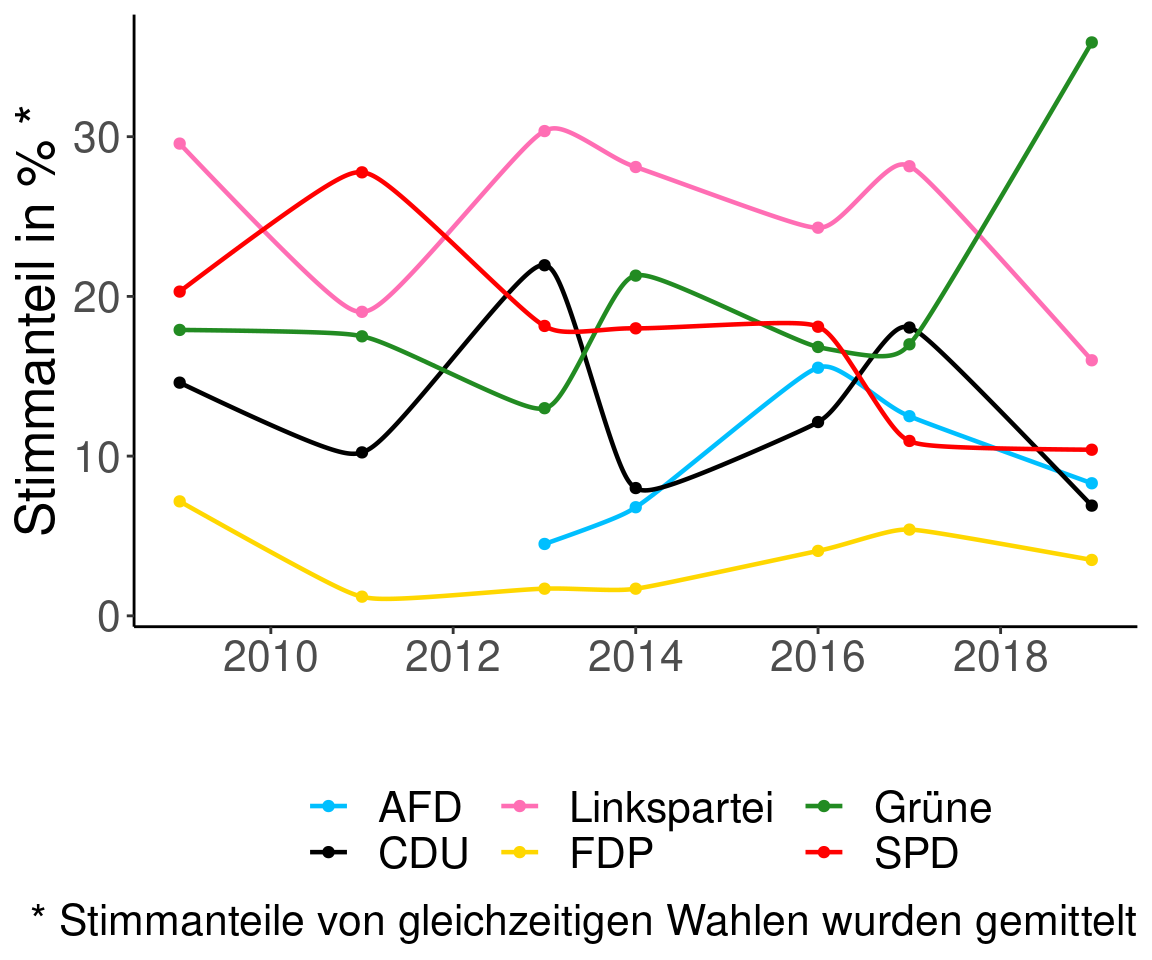 Stimmanteil in % *
30
20
10
0
2010 2012 2014 2016 2018
AFD Linkspartei Grüne
CDU FDP SPD
* Stimmanteile von gleichzeitigen Wahlen wurden gemittelt